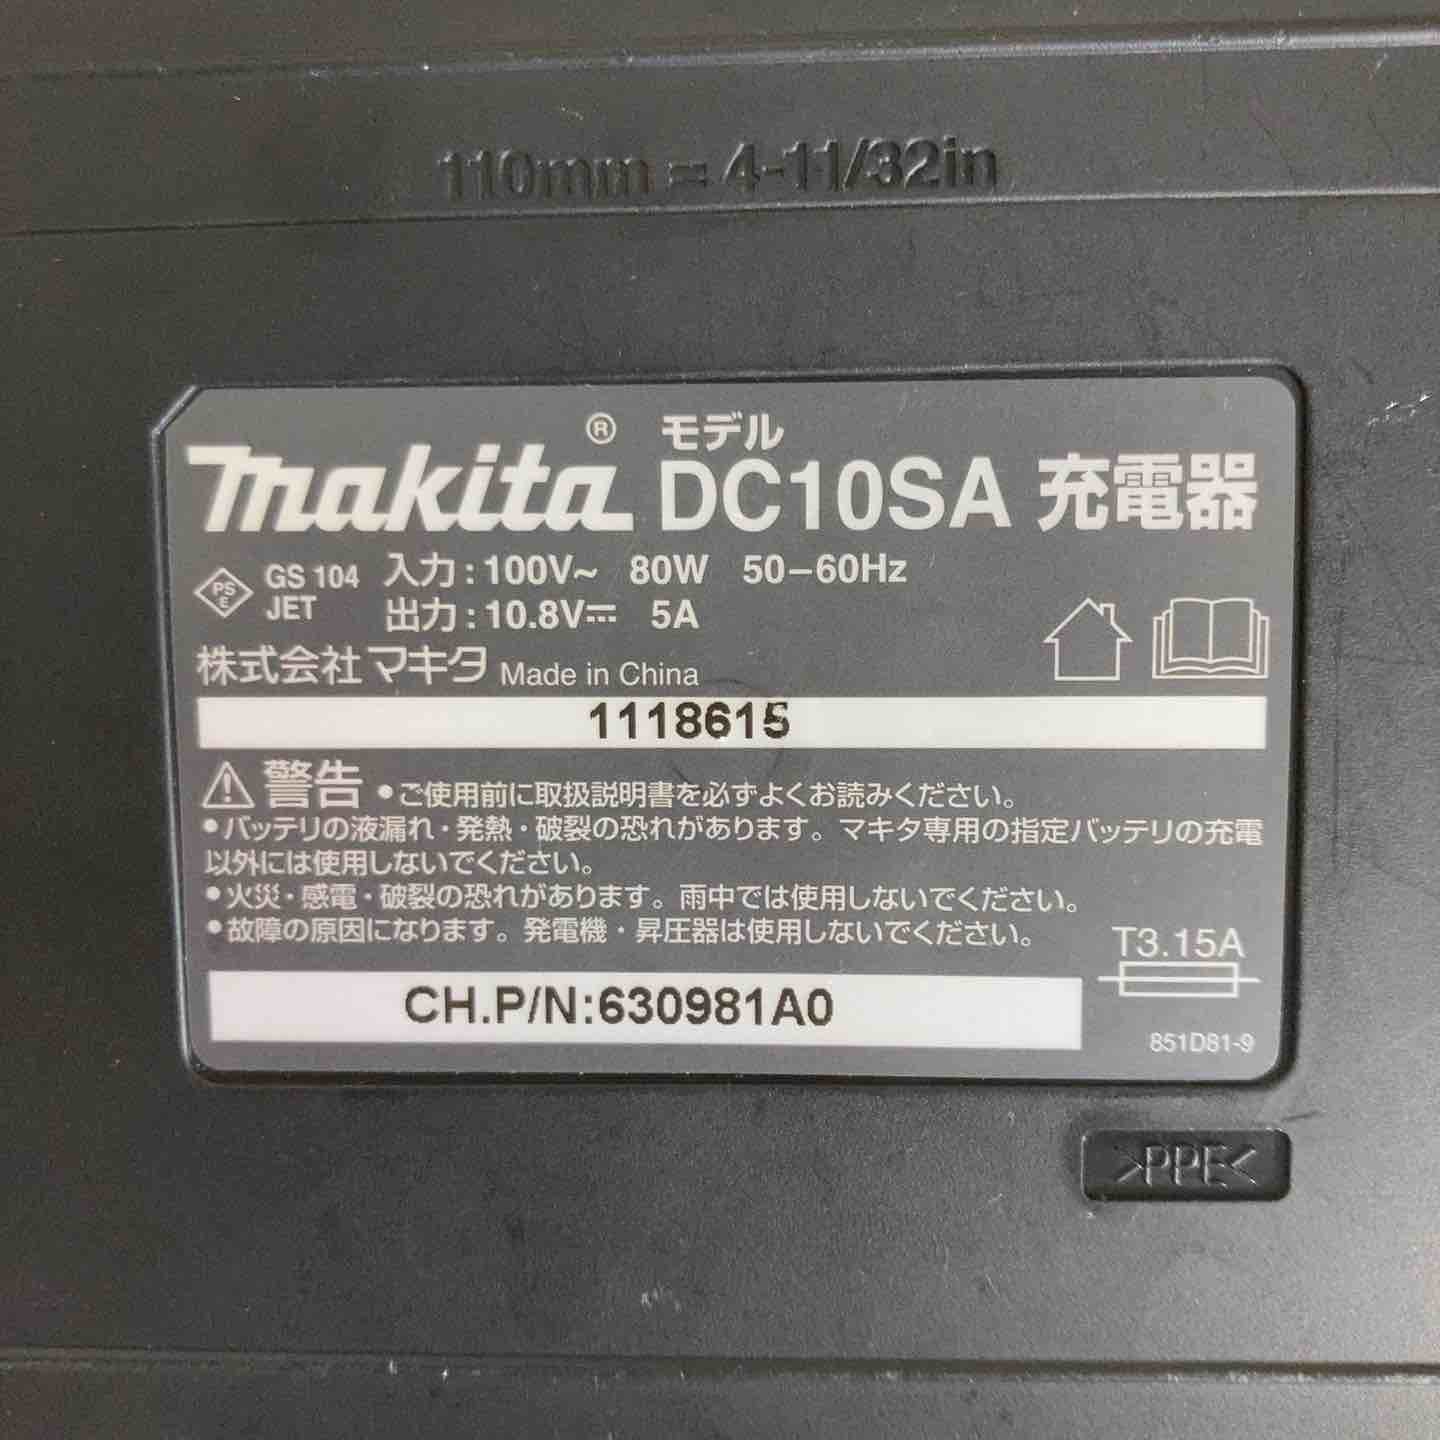 110mm = 4-11/32in
makita® モデル DC10SA 充電器
PSE GS 104 JET 入力:100V~ 80W 50-60Hz
出力:10.8V⎓ 5A
株式会社マキタ Made in China
1118615
⚠警告 •ご使用前に取扱説明書を必ずよくお読みください。
•バッテリの液漏れ・発熱・破裂の恐れがあります。マキタ専用の指定バッテリの充電
以外には使用しないでください。
•火災・感電・破裂の恐れがあります。雨中では使用しないでください。
•故障の原因になります。発電機・昇圧器は使用しないでください。
T3.15A
CH.P/N:630981A0
851D81-9
>PPE<